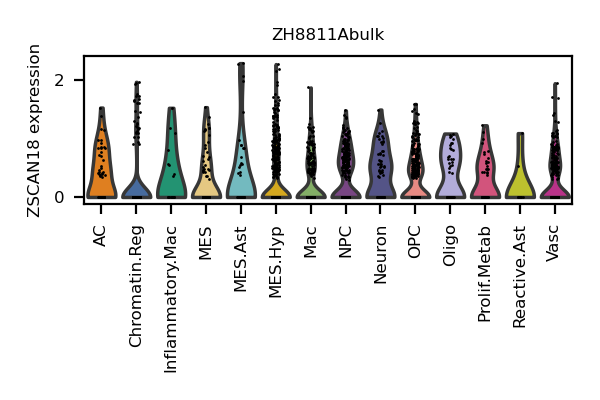 ZH8811Abulk
ZSCAN18 expression
2
0
AC
Chromatin.Reg
Inflammatory.Mac
MES
MES.Ast
MES.Hyp
Mac
NPC
Neuron
OPC
Oligo
Prolif.Metab
Reactive.Ast
Vasc